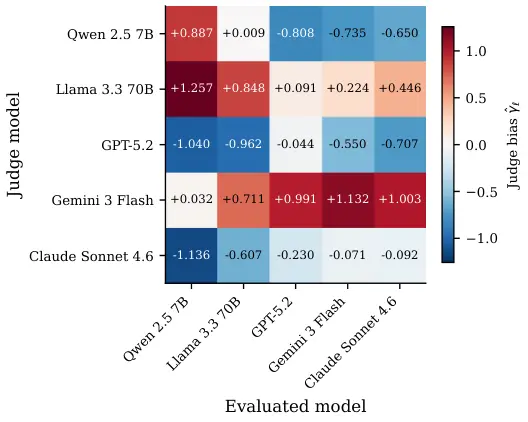 Qwen 2.5 7B +0.887 +0.009 -0.808 -0.735 -0.650
Llama 3.3 70B +1.257 +0.848 +0.091 +0.224 +0.446
GPT-5.2 -1.040 -0.962 -0.044 -0.550 -0.707
Gemini 3 Flash +0.032 +0.711 +0.991 +1.132 +1.003
Claude Sonnet 4.6 -1.136 -0.607 -0.230 -0.071 -0.092
Judge model
Qwen 2.5 7B
Llama 3.3 70B
GPT-5.2
Gemini 3 Flash
Claude Sonnet 4.6
Evaluated model
1.0
0.5
0.0
−0.5
−1.0
Judge bias γ̂ℓ